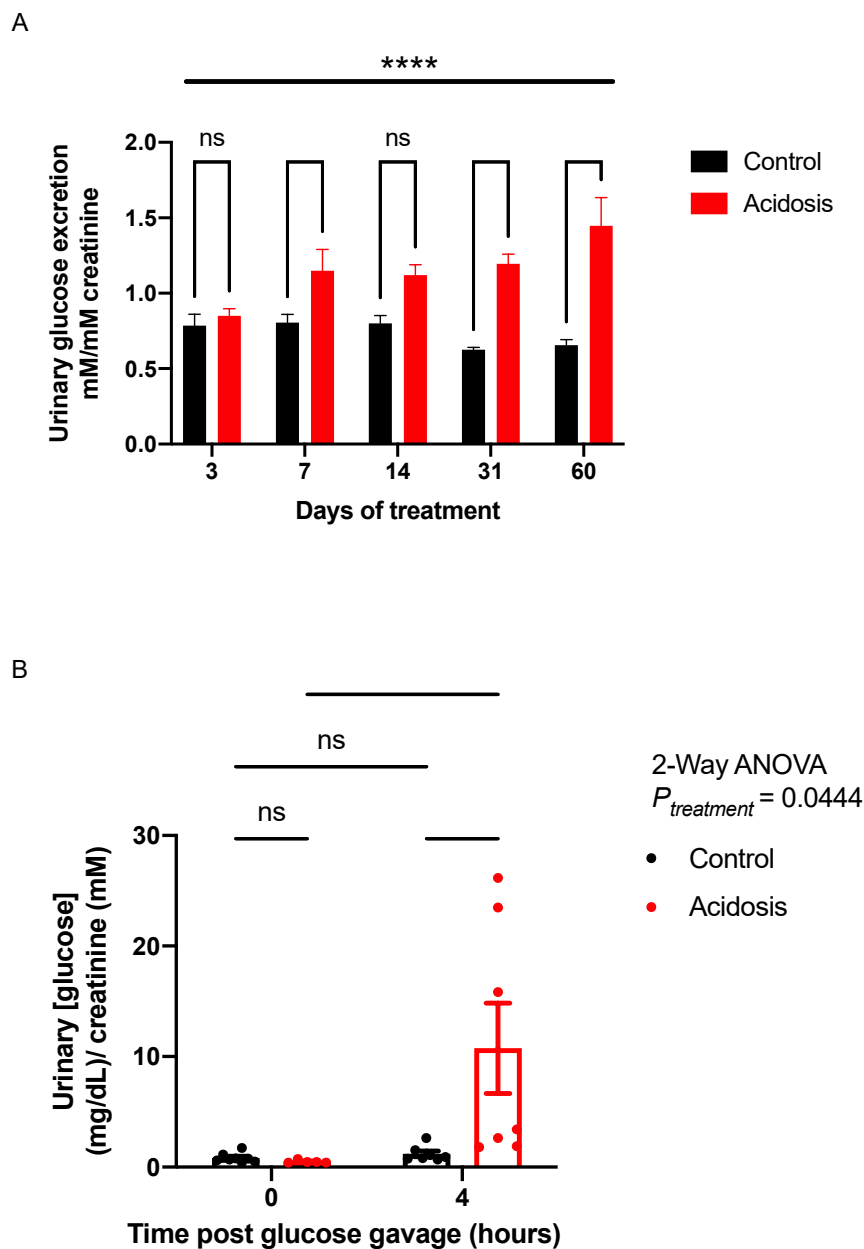 A
****
ns
ns
2.0
1.5
1.0
0.5
0.0
Urinary glucose excretion
mM/mM creatinine
Control
Acidosis
3 7 14 31 60
Days of treatment
B
ns
ns
2-Way ANOVA
Ptreatment = 0.0444
Control
Acidosis
30
20
10
0
Urinary [glucose]
(mg/dL)/ creatinine (mM)
0 4
Time post glucose gavage (hours)